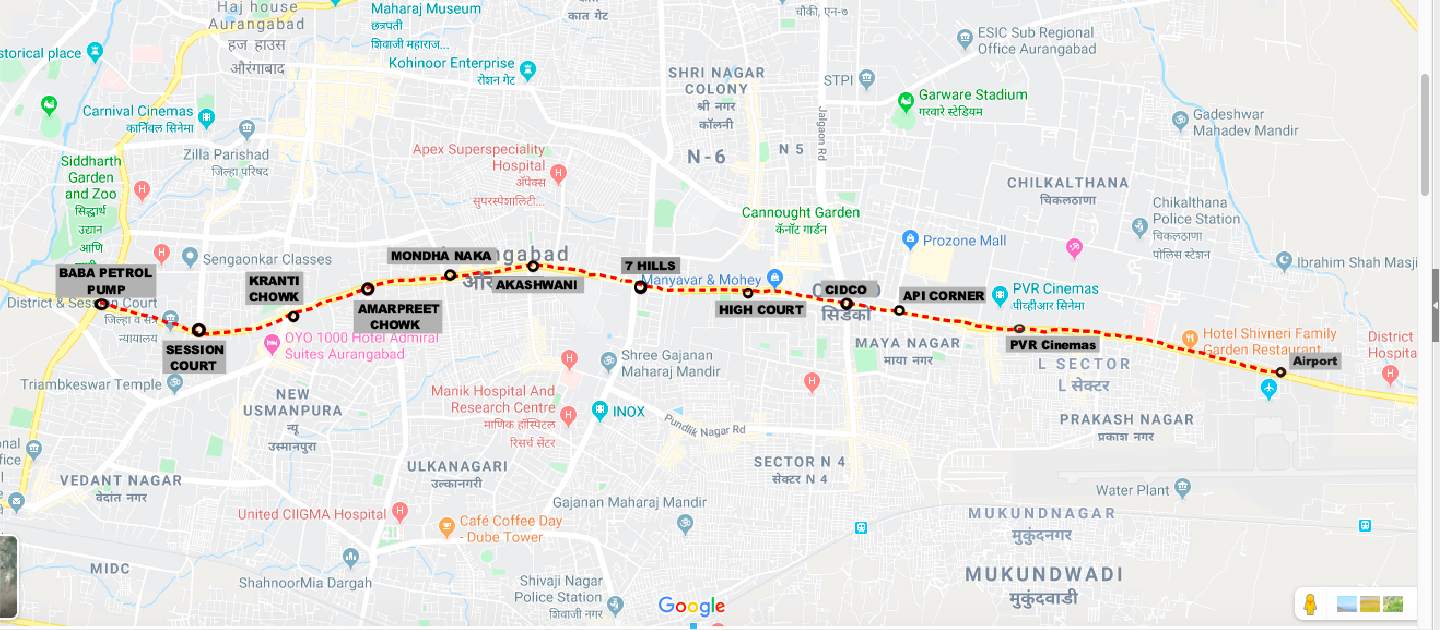 Haj house
Aurangabad
हज हाउस
औरंगाबाद
Maharaj Museum
छत्रपती
शिवाजी महाराज...
कात गेट
चौकी, एन-७
ESIC Sub Regional
Office Aurangabad
storical place
Kohinoor Enterprise
रोशन गेट
SHRI NAGAR
COLONY
श्री नगर
कॉलनी
STPI
Garware Stadium
गरवारे स्टेडियम
Carnival Cinemas
कार्निवल सिनेमा
Jalgaon Rd
Gadeshwar
Mahadev Mandir
Zilla Parishad
जिल्हा परिषद
Apex Superspeciality
Hospital
अ‍ॅपेक्स
सुपरस्पेशालिटी...
N-6
N 5
Siddharth
Garden
and Zoo
सिद्धार्थ
उद्यान
आणि
CHILKALTHANA
चिकलठाणा
Chikalthana
Police Station
चिकलठाणा
पोलिस स्टेशन
Cannought Garden
कॅनॉट गार्डन
Prozone Mall
Sengaonkar Classes
MONDHA NAKA
ngabad
औरं
AKASHWANI
7 HILLS
Manyavar & Mohey
Ibrahim Shah Masji
BABA PETROL
PUMP
District & Session Court
जिल्हा व सत्र
न्यायालय
KRANTI
CHOWK
AMARPREET
CHOWK
HIGH COURT
CIDCO
सिडको
API CORNER
PVR Cinemas
पीव्हीआर सिनेमा
SESSION
COURT
OYO 1000 Hotel Admiral
Suites Aurangabad
MAYA NAGAR
माया नगर
PVR Cinemas
Hotel Shivneri Family
Garden Restaurant
Airport
District
Hospita
L SECTOR
L सेक्टर
Triambkeswar Temple
Shree Gajanan
Maharaj Mandir
NEW
USMANPURA
न्यू
उस्मानपुरा
Manik Hospital And
Research Centre
माणिक हॉस्पिटल
रिसर्च सेंटर
INOX
Pundlik Nagar Rd
PRAKASH NAGAR
प्रकाश नगर
onal
ffice
VEDANT NAGAR
वेदांत नगर
ULKANAGARI
उल्कानगरी
SECTOR N 4
सेक्टर N 4
Water Plant
Gajanan Maharaj Mandir
United CIIGMA Hospital
Café Coffee Day
- Dube Tower
MUKUNDNAGAR
मुकुंदनगर
MIDC
ShahnoorMia Dargah
Shivaji Nagar
Police Station
शिवाजी नगर
MUKUNDWADI
मुकुंदवाडी
Google